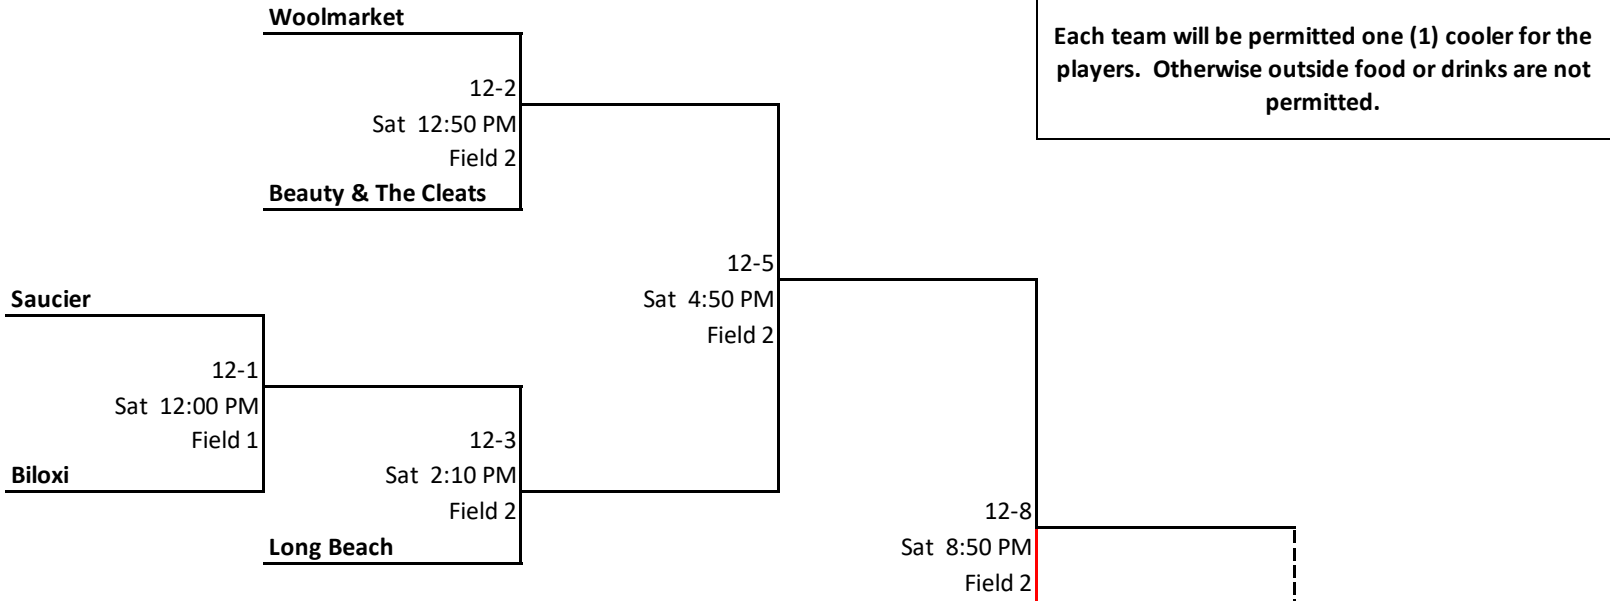 Woolmarket
Each team will be permitted one (1) cooler for the
players.  Otherwise outside food or drinks are not
permitted.
12-2
Sat  12:50 PM
Field 2
Beauty & The Cleats
12-5
Sat  4:50 PM
Field 2
Saucier
12-1
Sat  12:00 PM
Field 1
Biloxi
12-3
Sat  2:10 PM
Field 2
Long Beach
12-8
Sat  8:50 PM
Field 2